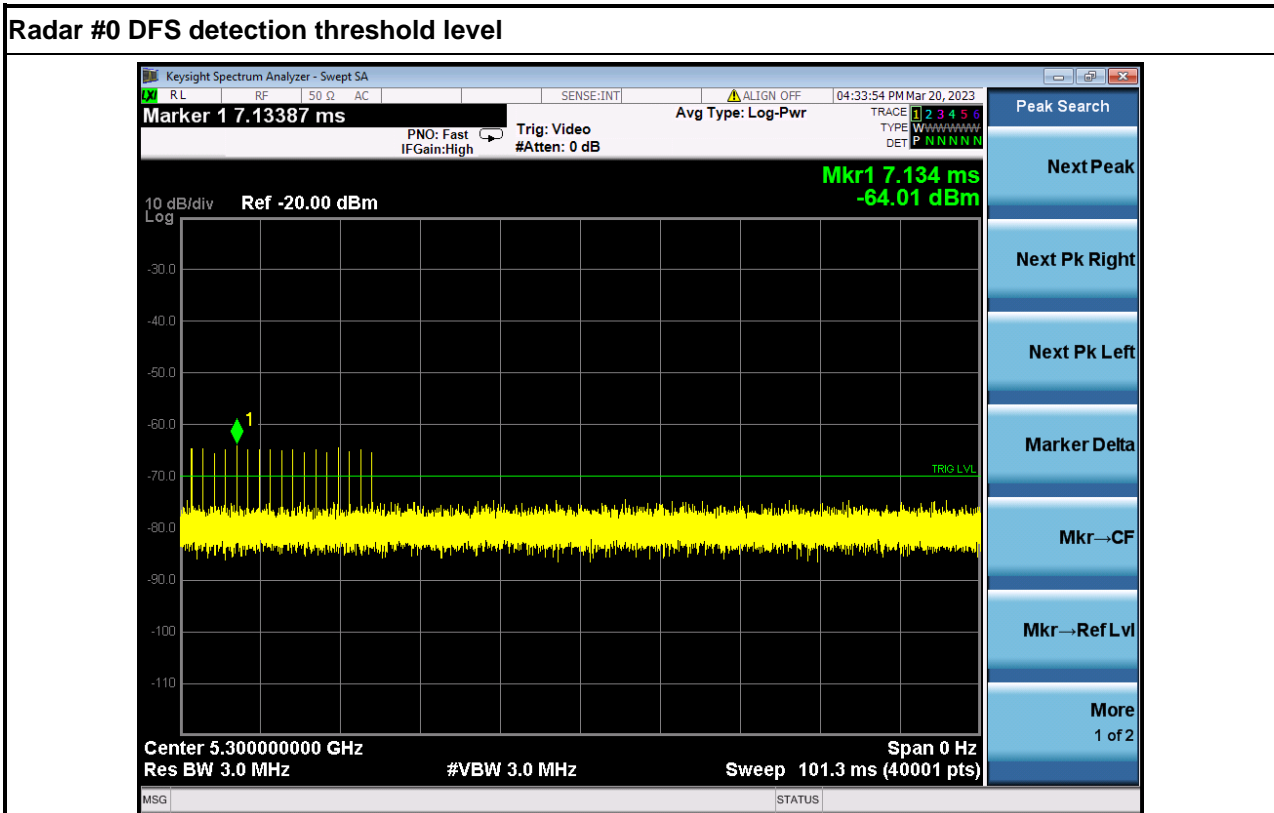 Radar #0 DFS detection threshold level
Keysight Spectrum Analyzer - Swept SA
LXI RL RF 50 Ω AC SENSE:INT ALIGN OFF 04:33:54 PM Mar 20, 2023
Marker 1 7.13387 ms
PNO: Fast
IFGain:High
Trig: Video
#Atten: 0 dB
Avg Type: Log-Pwr
TRACE 1 2 3 4 5 6
TYPE WWWWWW
DET P N N N N N
Mkr1 7.134 ms
-64.01 dBm
10 dB/div Ref -20.00 dBm
Log
-30.0
-40.0
-50.0
-60.0
-70.0
-80.0
-90.0
-100
-110
1
TRIG LVL
Center 5.300000000 GHz Span 0 Hz
Res BW 3.0 MHz #VBW 3.0 MHz Sweep 101.3 ms (40001 pts)
MSG STATUS
Peak Search
Next Peak
Next Pk Right
Next Pk Left
Marker Delta
Mkr→CF
Mkr→Ref Lvl
More
1 of 2